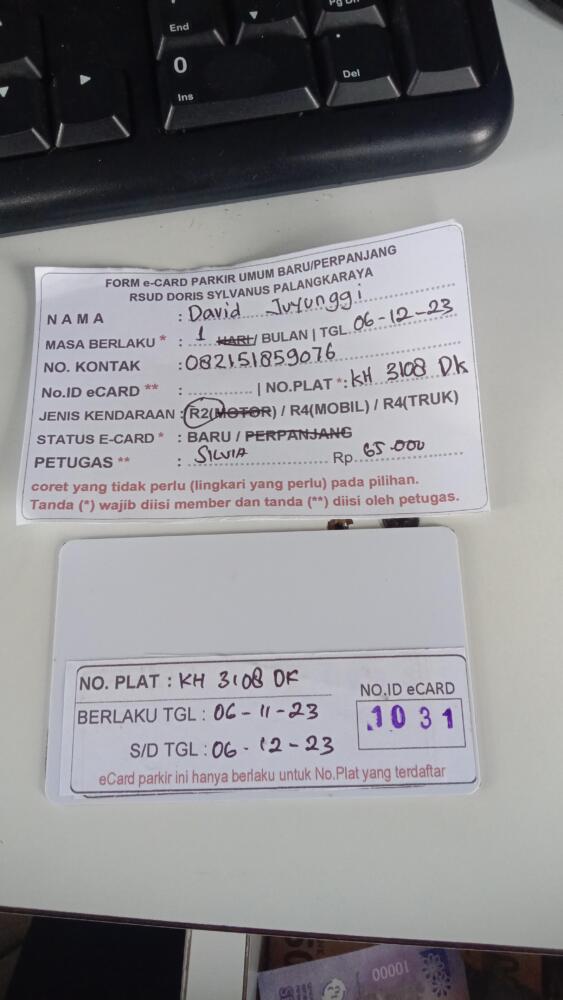 Pg Dn
End
0
Ins
Del
FORM e-CARD PARKIR UMUM BARU/PERPANJANG
RSUD DORIS SYLVANUS PALANGKARAYA
NAMA : David Juyunggi
MASA BERLAKU * : 1 HARI / BULAN | TGL. 06-12-23
NO. KONTAK : 082151859076
No.ID eCARD ** : ............. | NO.PLAT *: KH 3108 DK
JENIS KENDARAAN : R2(MOTOR) / R4(MOBIL) / R4(TRUK)
STATUS E-CARD * : BARU / PERPANJANG
PETUGAS ** : SILVIA Rp. 65.000
coret yang tidak perlu (lingkari yang perlu) pada pilihan.
Tanda (*) wajib diisi member dan tanda (**) diisi oleh petugas.
NO. PLAT : KH 3108 DK
NO.ID eCARD
BERLAKU TGL : 06-11-23
1031
S/D TGL : 06-12-23
eCard parkir ini hanya berlaku untuk No.Plat yang terdaftar
10000